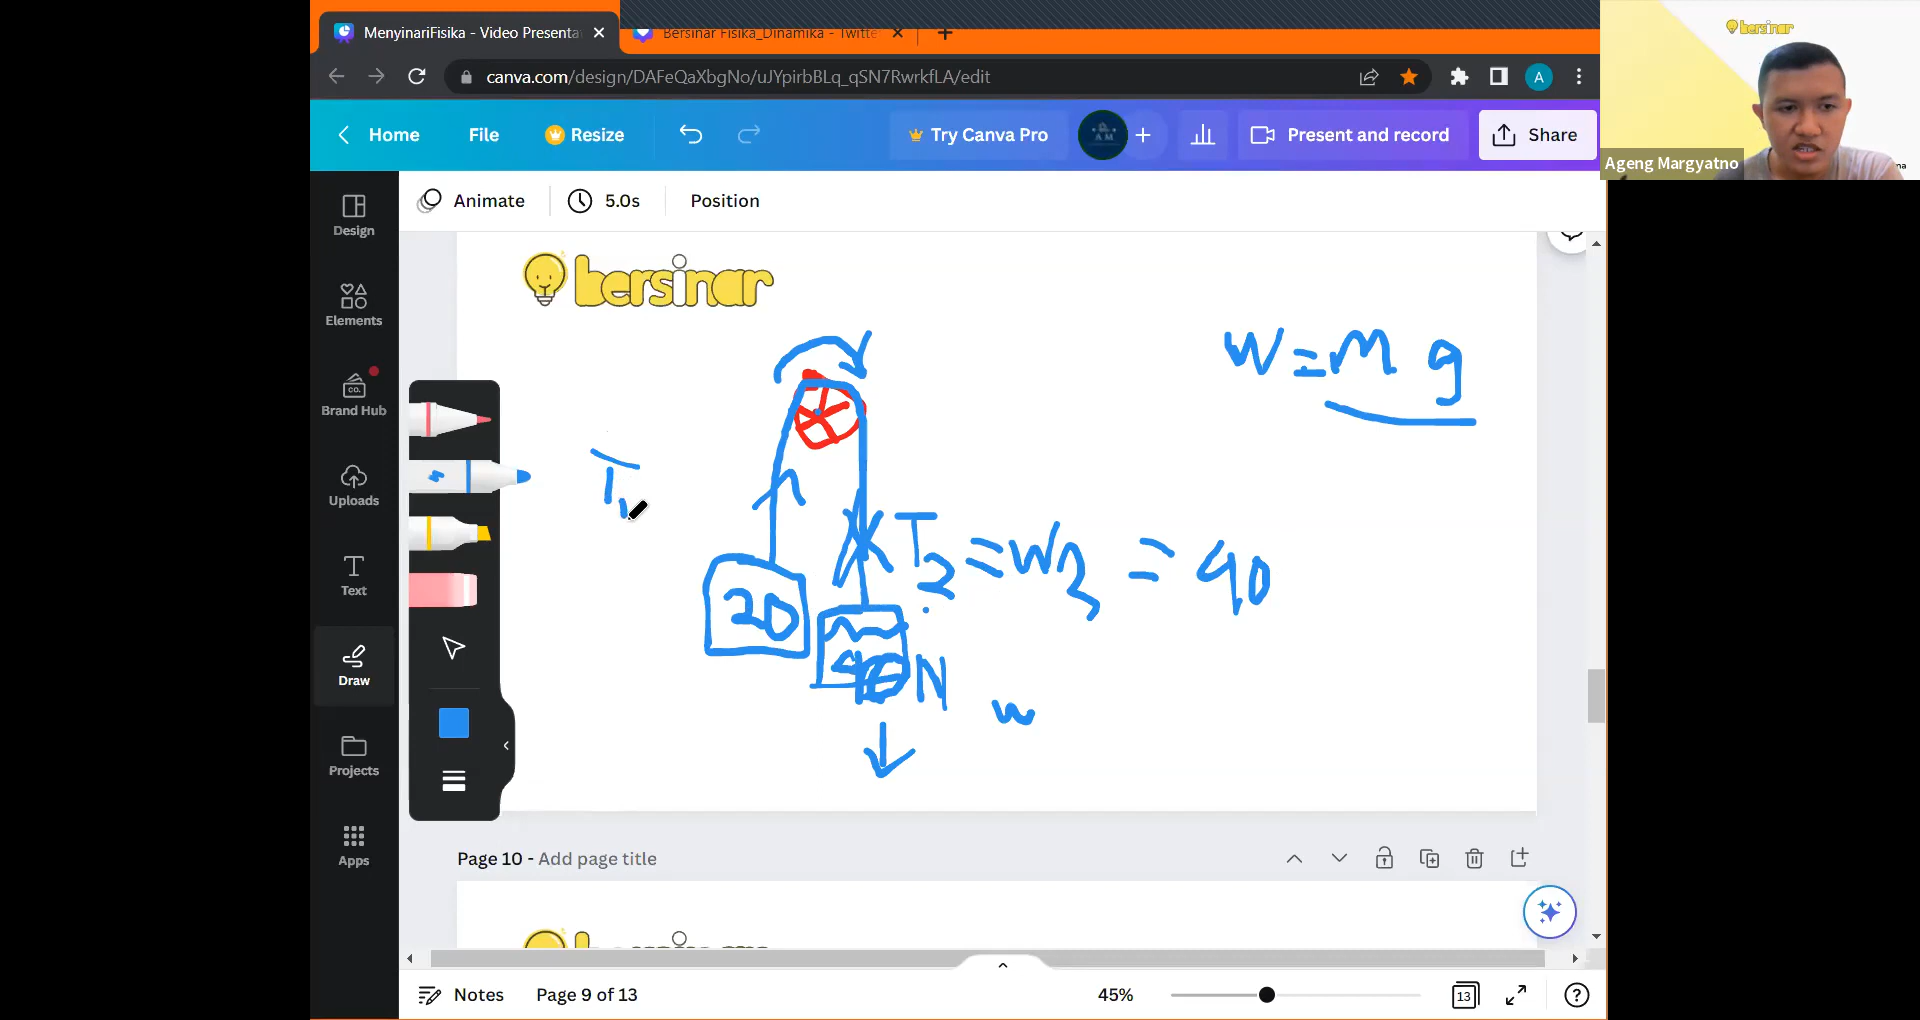 MenyinariFisika - Video Presenta
Bersinar Fisika_Dinamika - Twitte
canva.com/design/DAFeQaXbgNo/uJYpirbBLq_qSN7RwrkfLA/edit
A
bersinar
Ageng Margyatno
Home
File
Resize
Try Canva Pro
Present and record
Share
Animate
5.0s
Position
Design
Elements
Brand Hub
Uploads
Text
Draw
Projects
Apps
bersinar
W = m g
T1
T2 = W2 = 40
20
40 N
w
Page 10 - Add page title
Notes
Page 9 of 13
45%
13